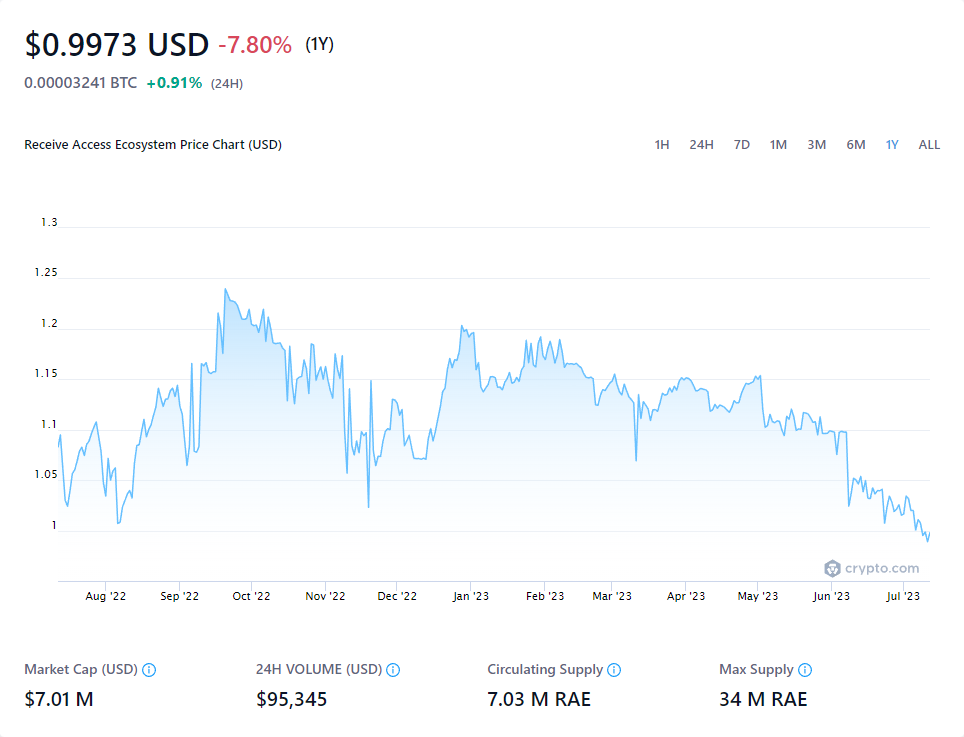 $0.9973 USD -7.80% (1Y)
0.00003241 BTC +0.91% (24H)
Receive Access Ecosystem Price Chart (USD) 1H 24H 7D 1M 3M 6M 1Y ALL
1.3
1.25
1.2
1.15
1.1
1.05
1
crypto.com
Aug '22 Sep '22 Oct '22 Nov '22 Dec '22 Jan '23 Feb '23 Mar '23 Apr '23 May '23 Jun '23 Jul '23
Market Cap (USD) 24H VOLUME (USD) Circulating Supply Max Supply
$7.01 M $95,345 7.03 M RAE 34 M RAE